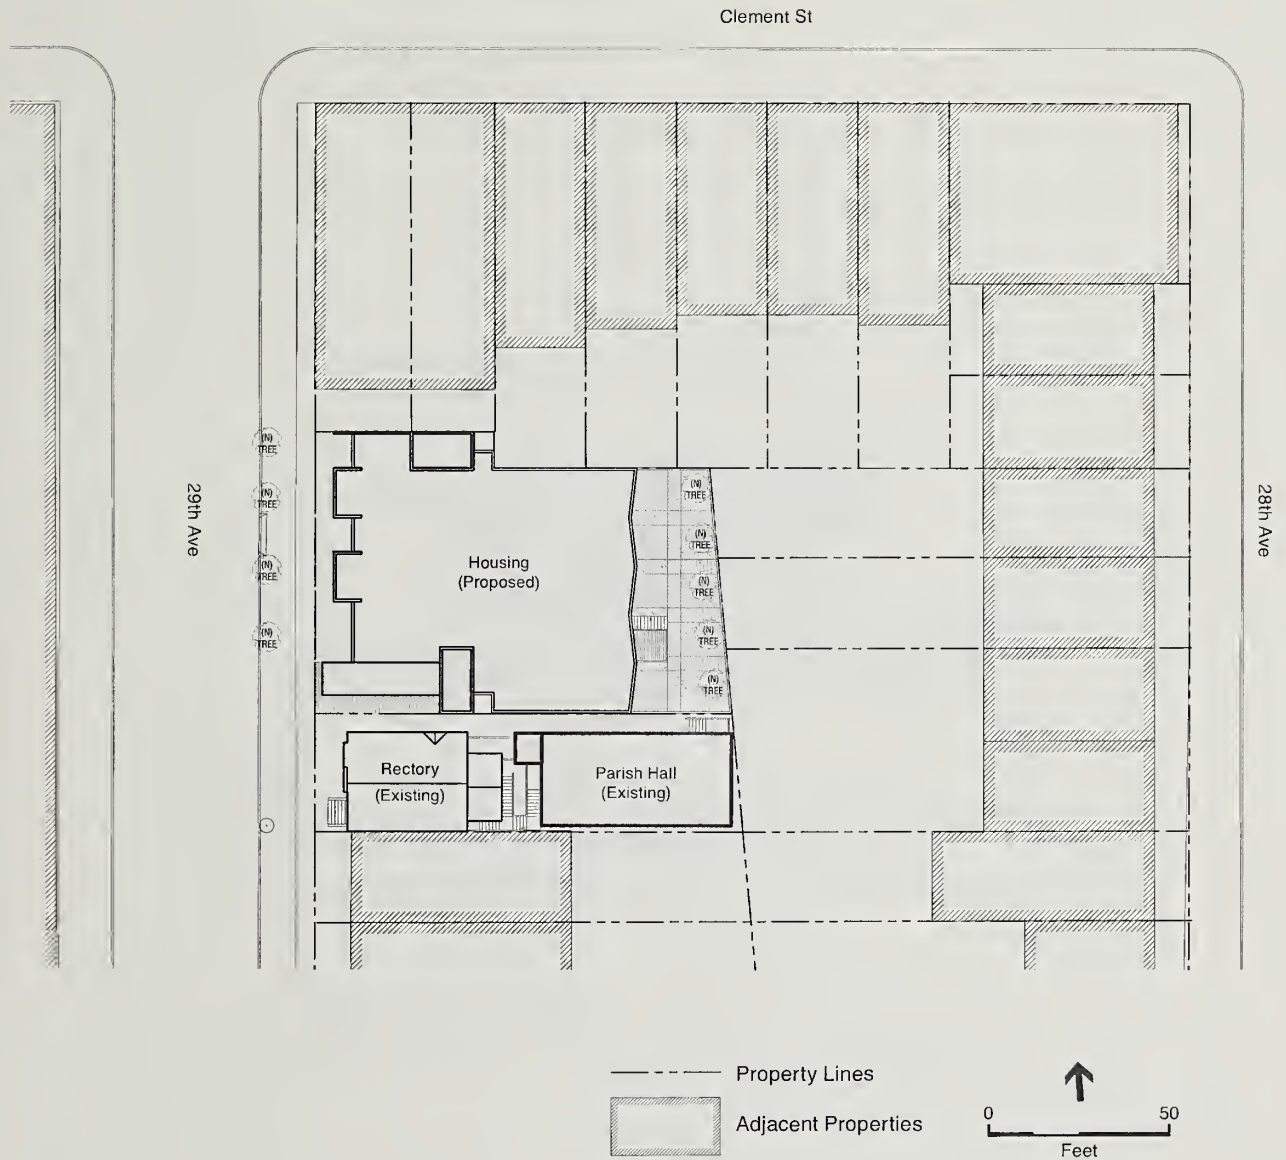 Clement St
29th Ave
28th Ave
(N)
TREE
(N)
TREE
(N)
TREE
(N)
TREE
(N)
TREE
(N)
TREE
(N)
TREE
(N)
TREE
(N)
TREE
Housing
(Proposed)
Rectory
(Existing)
Parish Hall
(Existing)
Property Lines
Adjacent Properties
0 50
Feet